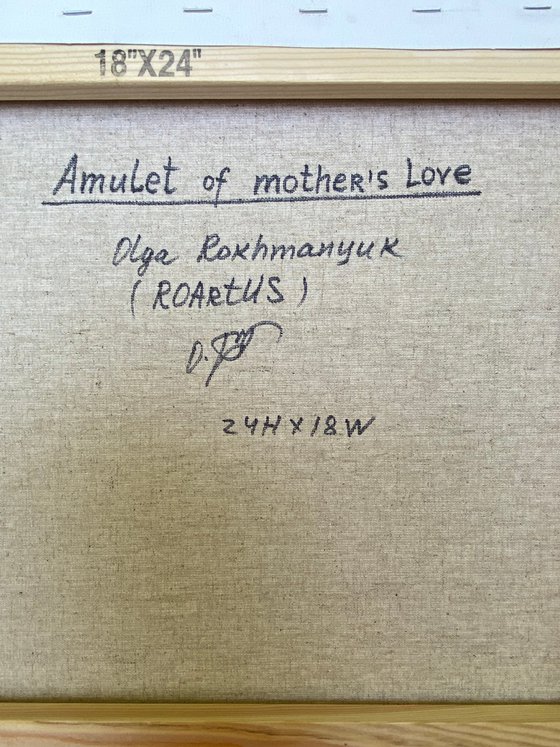 18"X24"
Amulet of mother's Love
Olga Rokhmanyuk
(ROArtUS)
24H X 18W